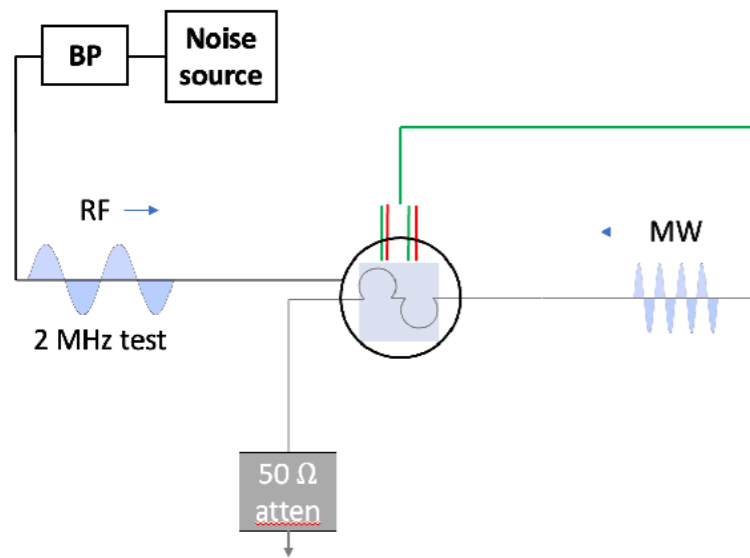 BP
Noise
source
RF
MW
2 MHz test
50 Ω
atten